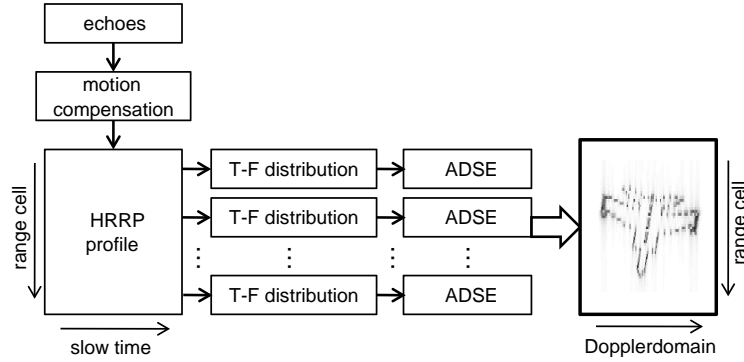 echoes
motion
compensation
range cell
HRRP
profile
T-F distribution
ADSE
T-F distribution
ADSE
T-F distribution
ADSE
range cell
slow time
Dopplerdomain